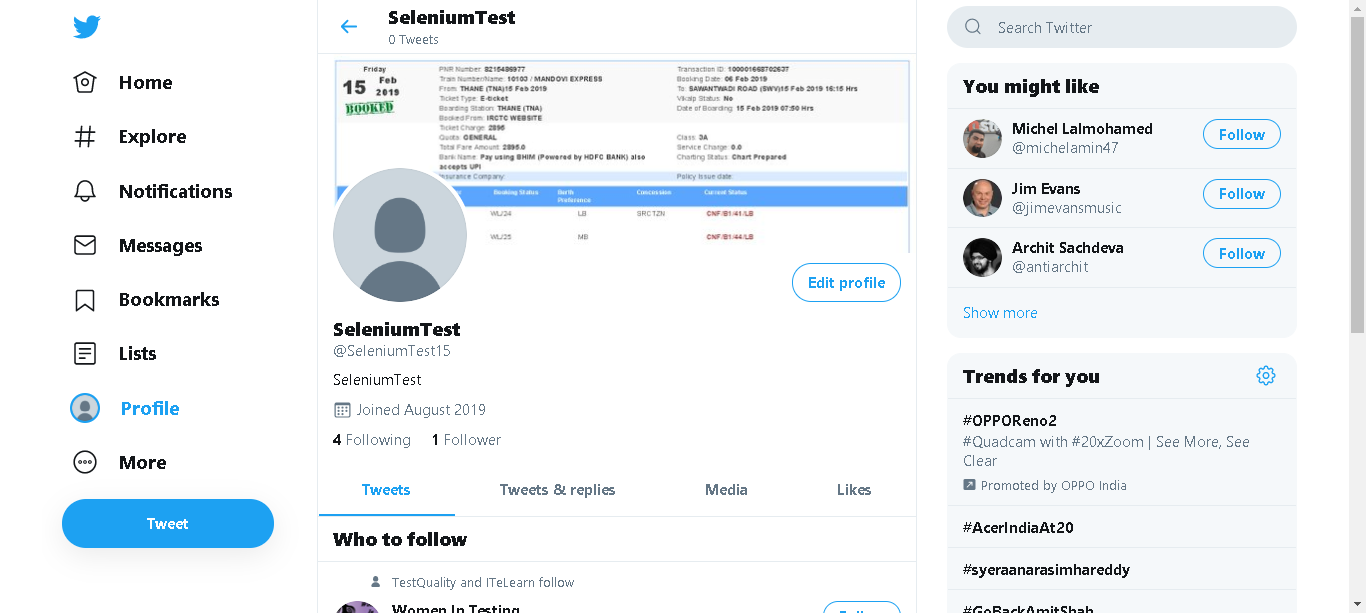 Home
Explore
Notifications
Messages
Bookmarks
Lists
Profile
More
Tweet
SeleniumTest
0 Tweets
Friday
15 Feb
2019
BOOKED
PNR Number: 8215486977
Train Number/Name: 10103 / MANDOVI EXPRESS
From: THANE (TNA)15 Feb 2019
Ticket Type: E-ticket
Boarding Station: THANE (TNA)
Booked From: IRCTC WEBSITE
Ticket Charge: 2895
Quota: GENERAL
Total Fare Amount: 2895.0
Bank Name: Pay using BHIM (Powered by HDFC BANK) also
accepts UPI
Insurance Company:
Transaction ID: 100001668702637
Booking Date: 06 Feb 2019
To: SAWANTWADI ROAD (SWV)15 Feb 2019 16:15 Hrs
Vikalp Status: No
Date of Boarding: 15 Feb 2019 07:50 Hrs
Class: 3A
Service Charge: 0.0
Charting Status: Chart Prepared
Policy Issue date:
Booking Status Berth Preference Concession Current Status
WL/24 LB SRCTZN CNF/B1/41/LB
WL/25 MB CNF/B1/44/LB
Edit profile
SeleniumTest
@SeleniumTest15
SeleniumTest
Joined August 2019
4 Following 1 Follower
Tweets Tweets & replies Media Likes
Who to follow
TestQuality and ITeLearn follow
Women In Testing
Search Twitter
You might like
Michel Lalmohamed
@michelamin47
Follow
Jim Evans
@jimevansmusic
Follow
Archit Sachdeva
@antiarchit
Follow
Show more
Trends for you
#OPPOReno2
#Quadcam with #20xZoom | See More, See
Clear
Promoted by OPPO India
#AcerIndiaAt20
#syeraanarasimhareddy
#GoBackAmitShah